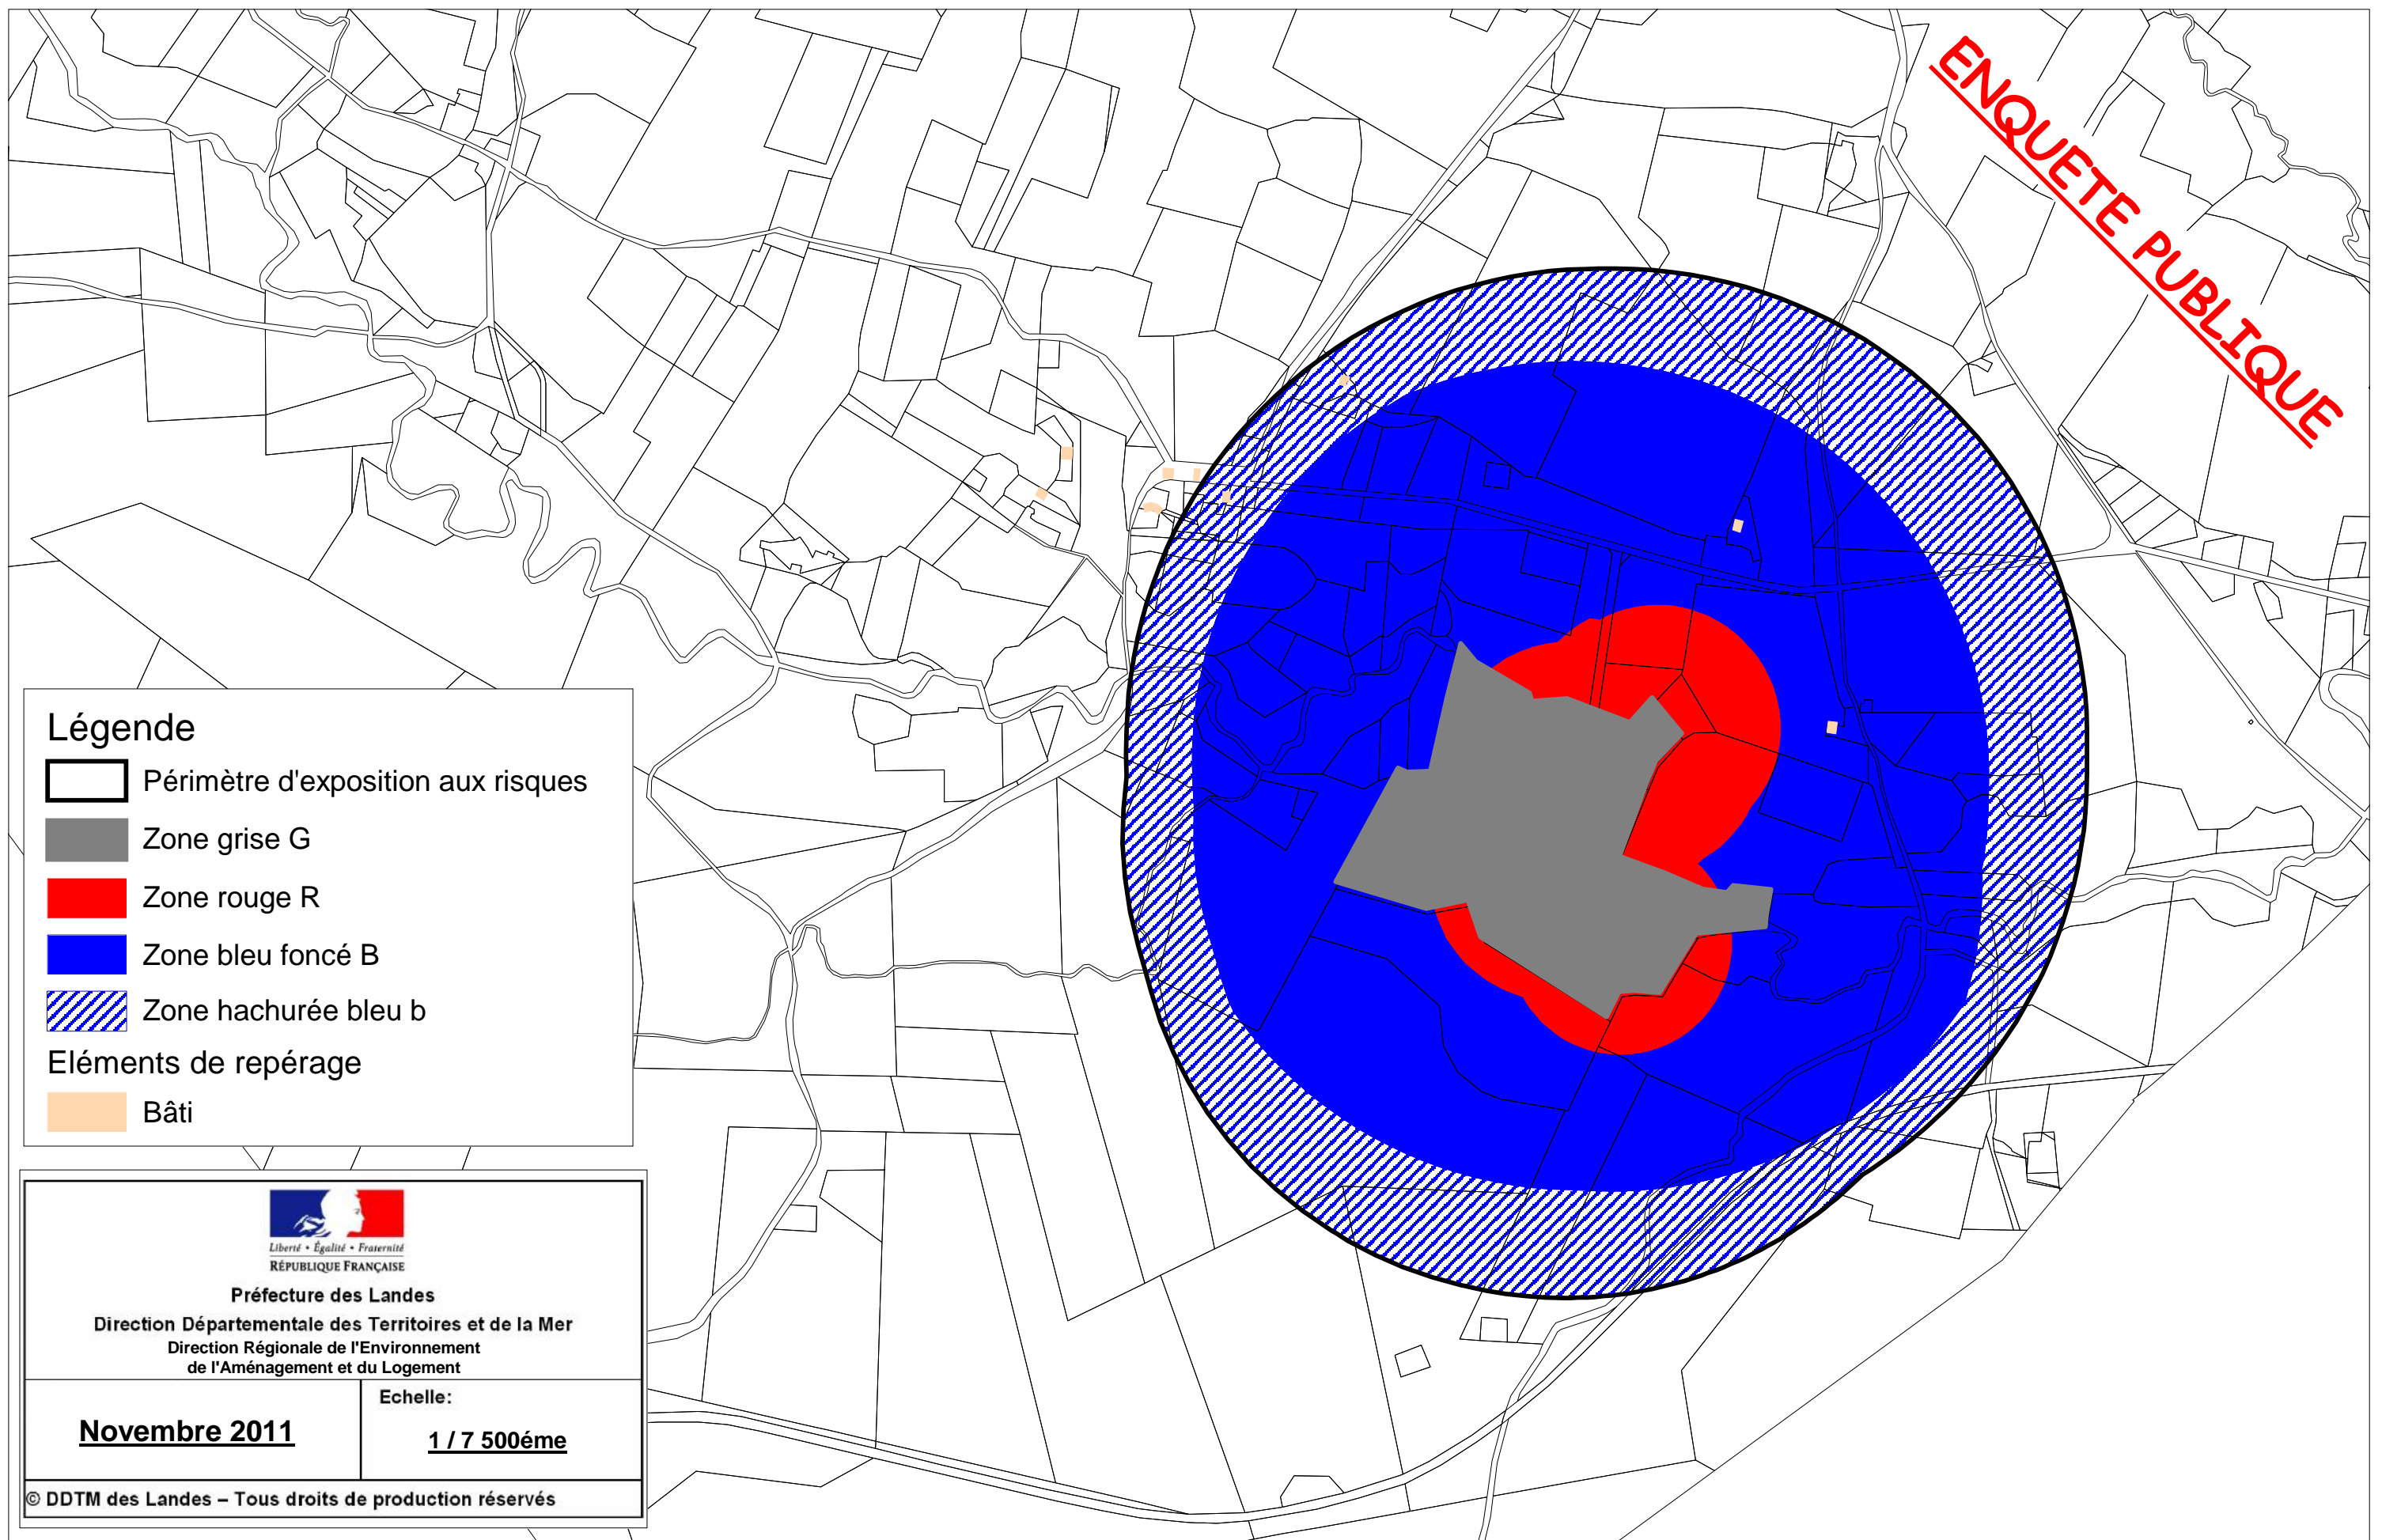 ENQUETE PUBLIQUE
Légende
Périmètre d'exposition aux risques
Zone grise G
Zone rouge R
Zone bleu foncé B
Zone hachurée bleu b
Eléments de repérage
Bâti
Liberté • Égalité • Fraternité
RÉPUBLIQUE FRANÇAISE
Préfecture des Landes
Direction Départementale des Territoires et de la Mer
Direction Régionale de l'Environnement
de l'Aménagement et du Logement
Novembre 2011
Echelle:
1 / 7 500éme
© DDTM des Landes – Tous droits de production réservés